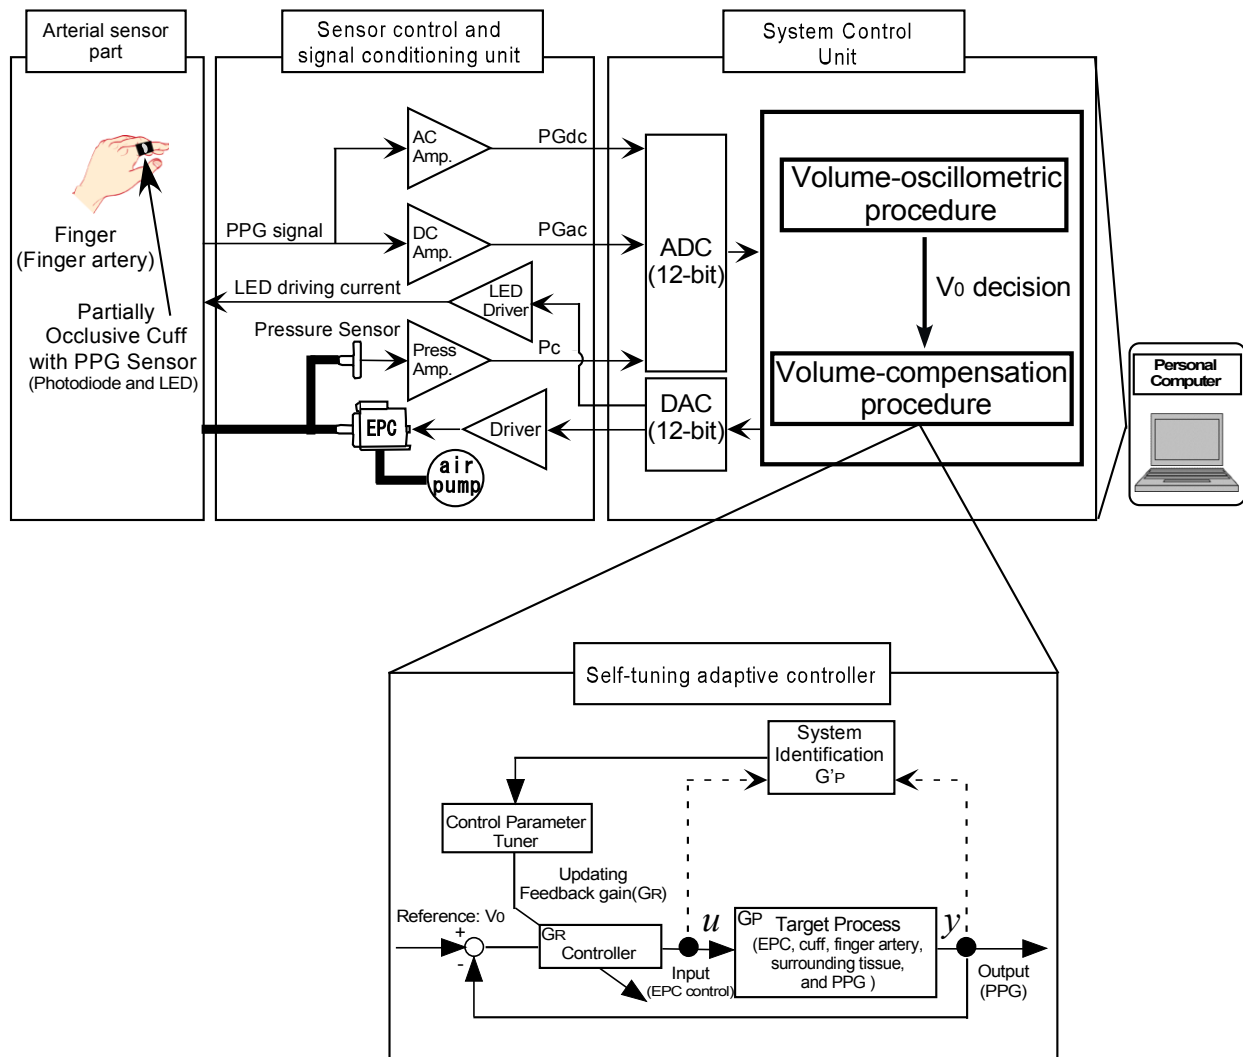 Arterial sensor
part
Sensor control and
signal conditioning unit
System Control
Unit
AC
Amp.
PGdc
Finger
(Finger artery)
PPG signal
DC
Amp.
PGac
ADC
(12-bit)
Volume-oscillometric
procedure
V0 decision
Partially
Occlusive Cuff
with PPG Sensor
(Photodiode and LED)
LED driving current
LED
Driver
Pressure Sensor
Press
Amp.
Pc
Volume-compensation
procedure
EPC
Driver
DAC
(12-bit)
air
pump
Personal
Computer
Self-tuning adaptive controller
System
Identification
G'P
Control Parameter
Tuner
Updating
Feedback gain(GR)
Reference: V0
+
-
GR
Controller
u
Input
(EPC control)
GP
Target Process
(EPC, cuff, finger artery,
surrounding tissue,
and PPG )
y
Output
(PPG)